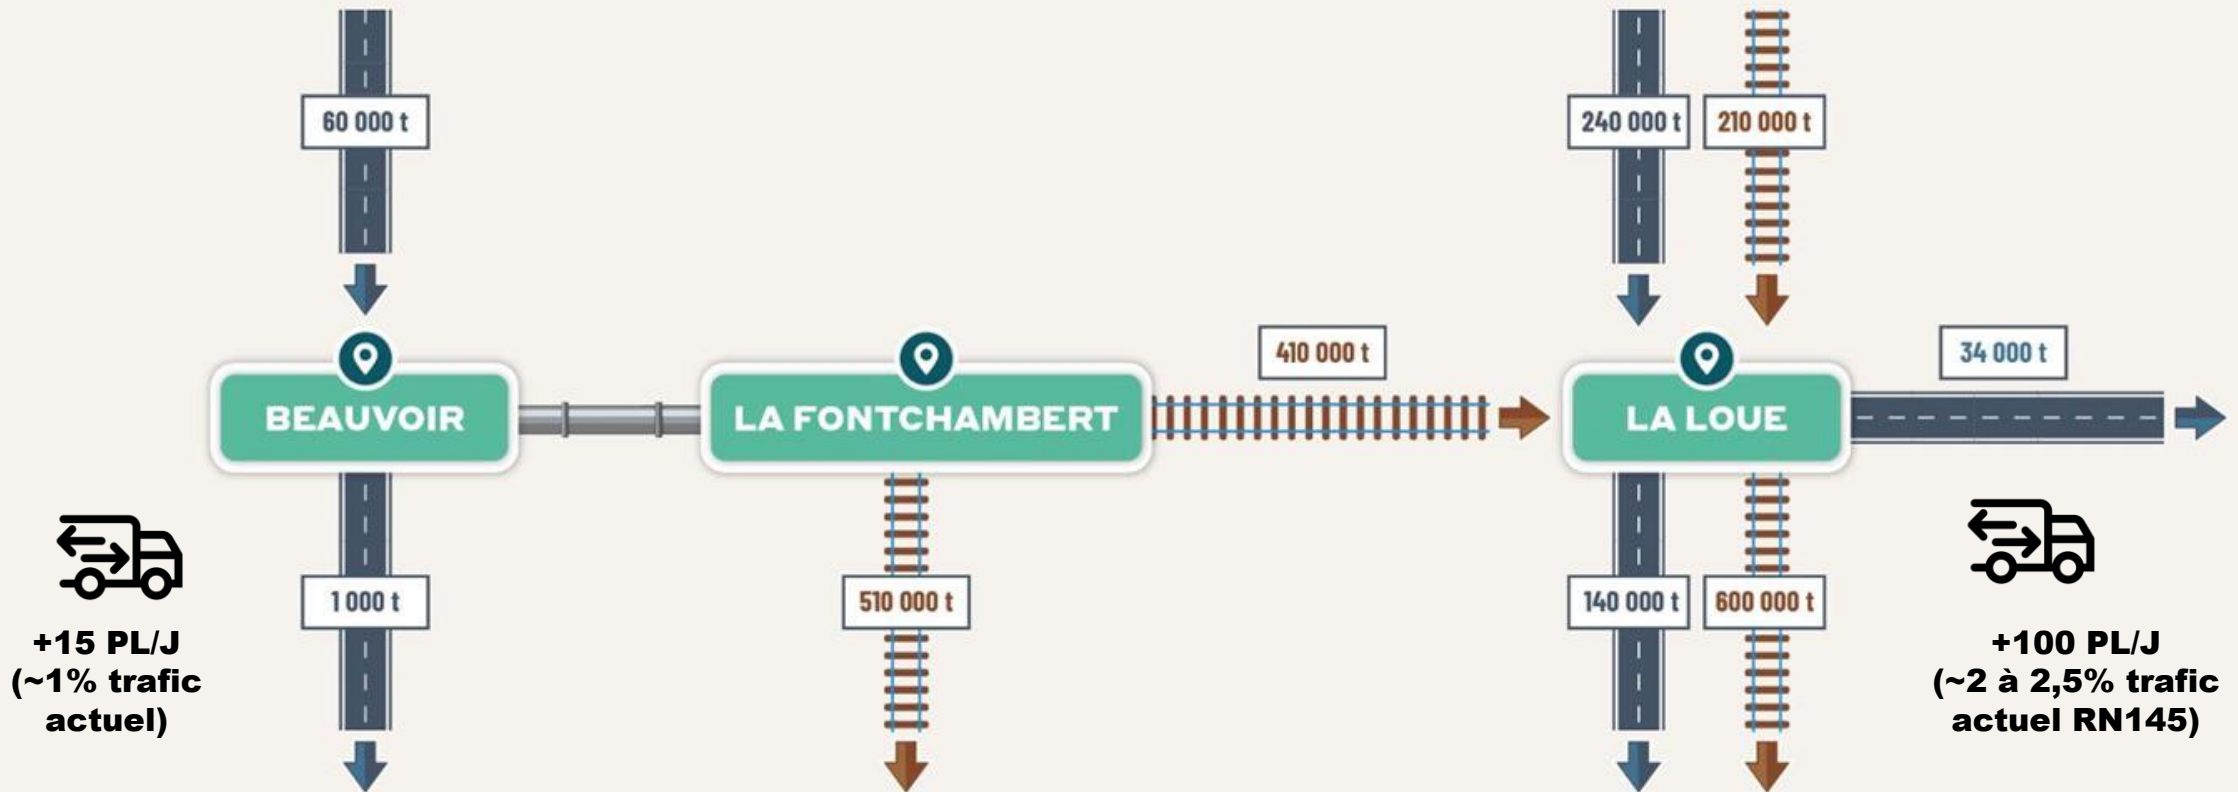 60 000 t
240 000 t
210 000 t
410 000 t
34 000 t
BEAUVOIR
LA FONTCHAMBERT
LA LOUE
1 000 t
510 000 t
140 000 t
600 000 t
+15 PL/J
(~1% trafic
actuel)
+100 PL/J
(~2 à 2,5% trafic
actuel RN145)